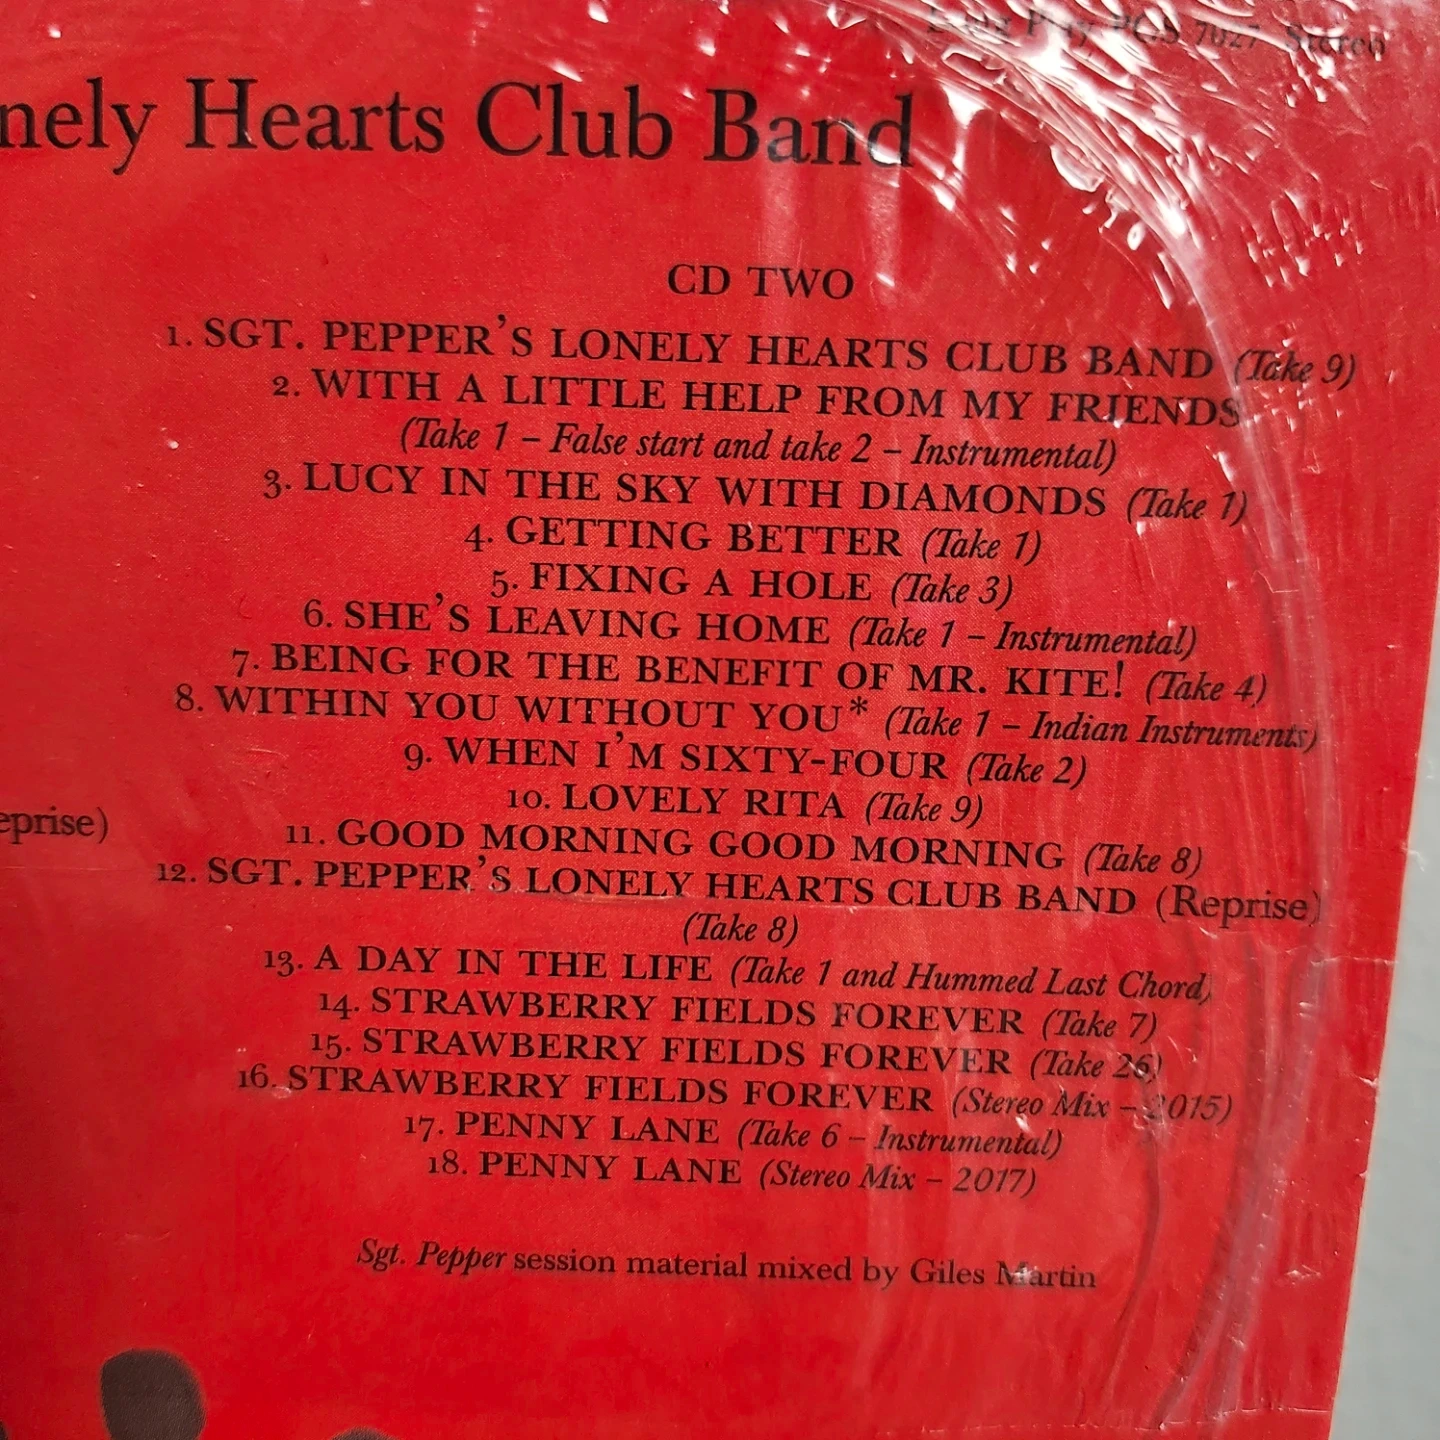 Long Play PCS 7027 Stereo
nely Hearts Club Band
CD TWO
1. SGT. PEPPER'S LONELY HEARTS CLUB BAND (Take 9)
2. WITH A LITTLE HELP FROM MY FRIENDS
(Take 1 – False start and take 2 – Instrumental)
3. LUCY IN THE SKY WITH DIAMONDS (Take 1)
4. GETTING BETTER (Take 1)
5. FIXING A HOLE (Take 3)
6. SHE'S LEAVING HOME (Take 1 – Instrumental)
7. BEING FOR THE BENEFIT OF MR. KITE! (Take 4)
8. WITHIN YOU WITHOUT YOU* (Take 1 – Indian Instruments)
9. WHEN I'M SIXTY-FOUR (Take 2)
10. LOVELY RITA (Take 9)
eprise)
11. GOOD MORNING GOOD MORNING (Take 8)
12. SGT. PEPPER'S LONELY HEARTS CLUB BAND (Reprise)
(Take 8)
13. A DAY IN THE LIFE (Take 1 and Hummed Last Chord)
14. STRAWBERRY FIELDS FOREVER (Take 7)
15. STRAWBERRY FIELDS FOREVER (Take 26)
16. STRAWBERRY FIELDS FOREVER (Stereo Mix – 2015)
17. PENNY LANE (Take 6 – Instrumental)
18. PENNY LANE (Stereo Mix – 2017)
Sgt. Pepper session material mixed by Giles Martin